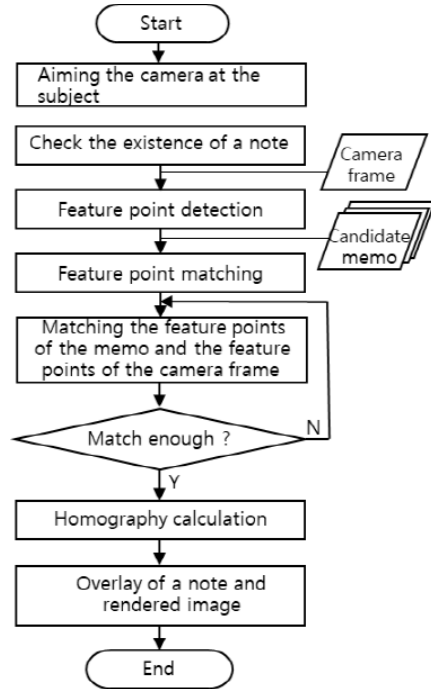 Start
Aiming the camera at the
subject
Check the existence of a note
Camera
frame
Feature point detection
Candidate
memo
Feature point matching
Matching the feature points
of the memo and the feature
points of the camera frame
Match enough ?
N
Y
Homography calculation
Overlay of a note and
rendered image
End